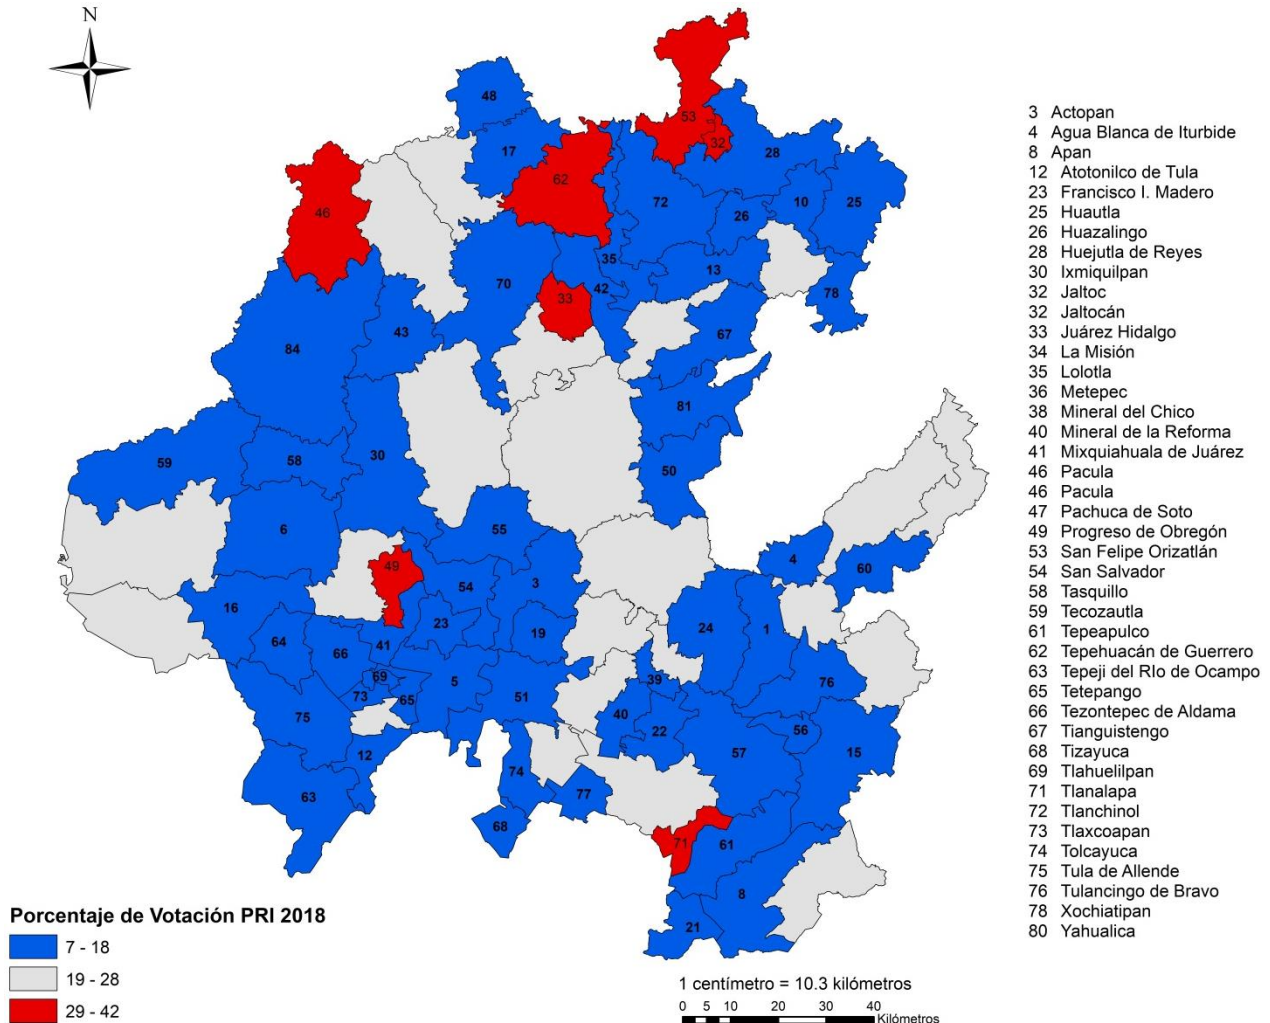 N
48
53
32
17
28
62
46
72
10
25
26
35
13
70
42
78
33
67
43
84
81
30
59
58
50
6
55
4
60
49
3
54
16
23
19
24
1
64
66
41
69
5
39
76
73
65
51
75
40
22
56
57
15
12
74
63
77
68
71
61
8
21
3 Actopan
4 Agua Blanca de Iturbide
8 Apan
12 Atotonilco de Tula
23 Francisco I. Madero
25 Huautla
26 Huazalingo
28 Huejutla de Reyes
30 Ixmiquilpan
32 Jaltoc
32 Jaltocán
33 Juárez Hidalgo
34 La Misión
35 Lolotla
36 Metepec
38 Mineral del Chico
40 Mineral de la Reforma
41 Mixquiahuala de Juárez
46 Pacula
46 Pacula
47 Pachuca de Soto
49 Progreso de Obregón
53 San Felipe Orizatlán
54 San Salvador
58 Tasquillo
59 Tecozautla
61 Tepeapulco
62 Tepehuacán de Guerrero
63 Tepeji del RIo de Ocampo
65 Tetepango
66 Tezontepec de Aldama
67 Tianguistengo
68 Tizayuca
69 Tlahuelilpan
71 Tlanalapa
72 Tlanchinol
73 Tlaxcoapan
74 Tolcayuca
75 Tula de Allende
76 Tulancingo de Bravo
78 Xochiatipan
80 Yahualica
Porcentaje de Votación PRI 2018
7 - 18
19 - 28
29 - 42
1 centímetro = 10.3 kilómetros
0 5 10 20 30 40
Kilómetros